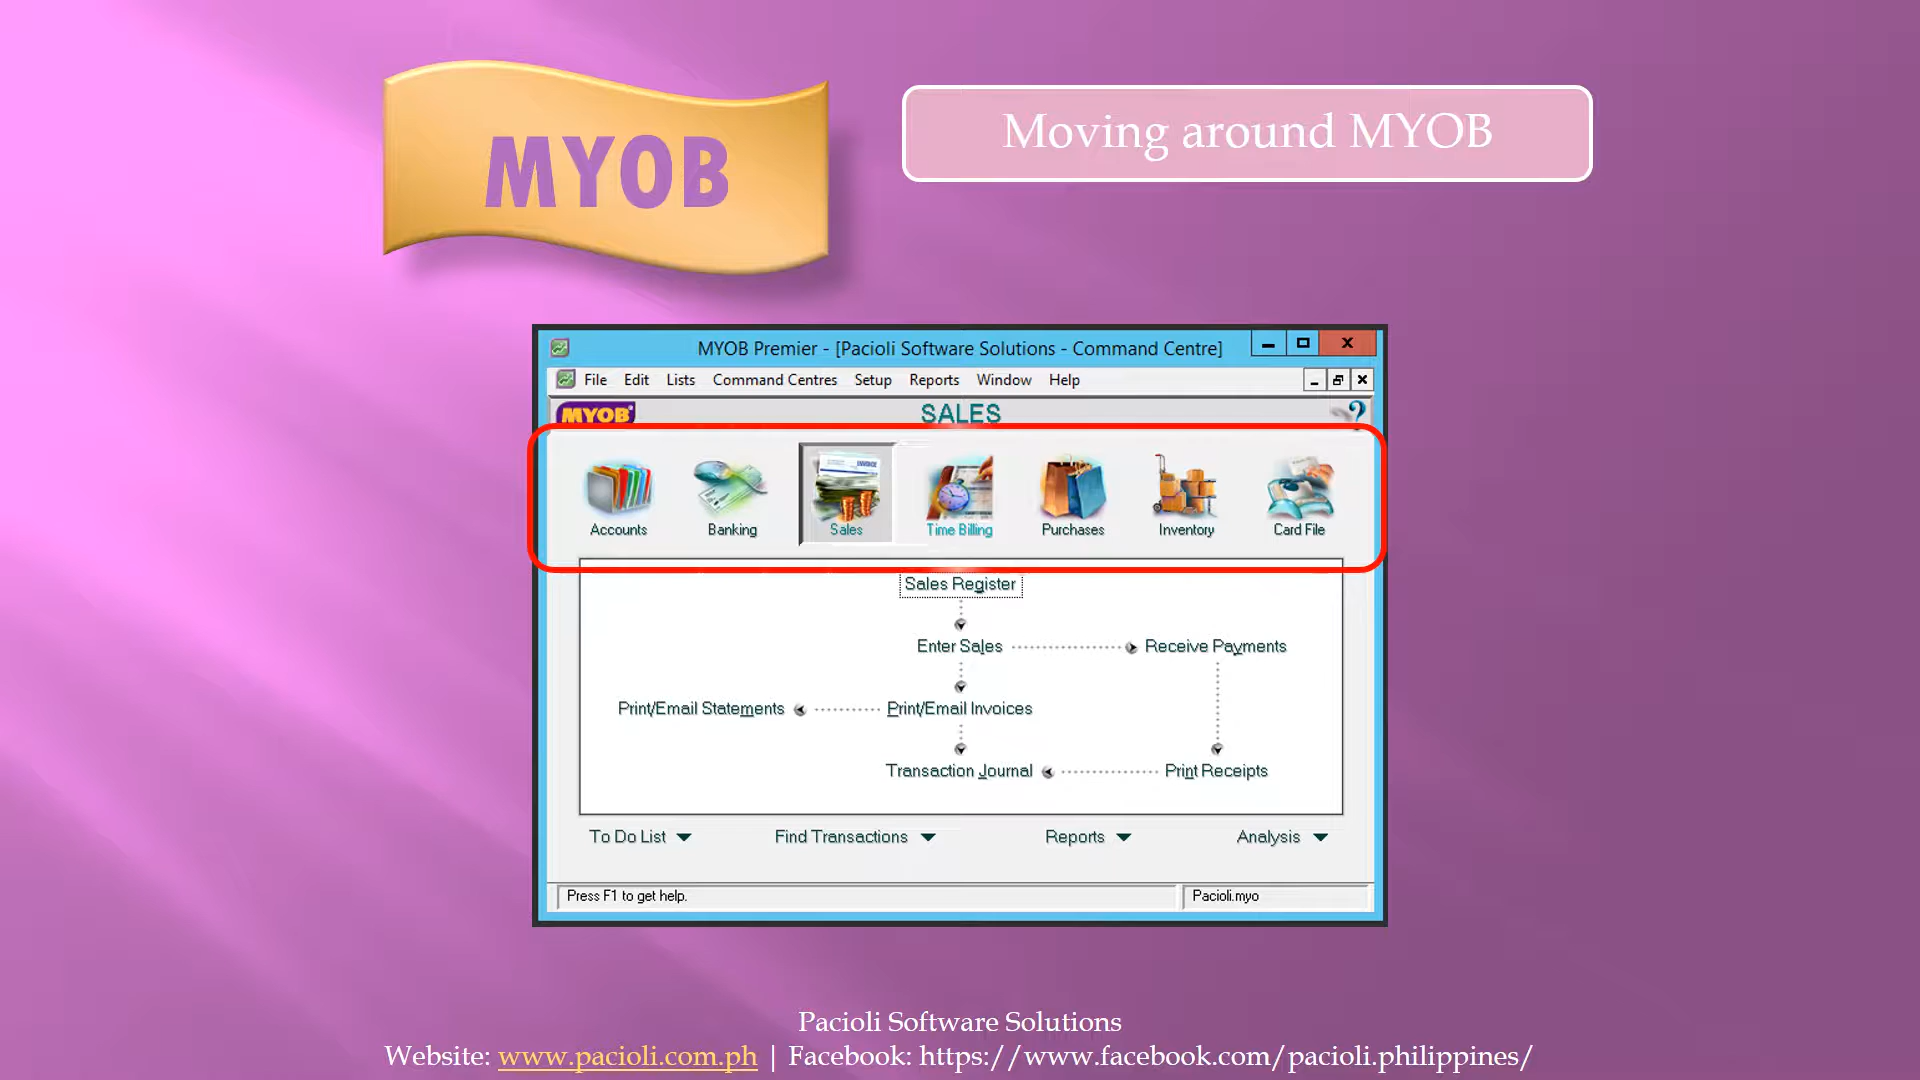 MYOB
Moving around MYOB
MYOB Premier - [Pacioli Software Solutions - Command Centre]
File Edit Lists Command Centres Setup Reports Window Help
MYOB
SALES
INVOICE
Accounts Banking Sales Time Billing Purchases Inventory Card File
Sales Register
Enter Sales Receive Payments
Print/Email Statements Print/Email Invoices
Transaction Journal Print Receipts
To Do List Find Transactions Reports Analysis
Press F1 to get help. Pacioli.myo
Pacioli Software Solutions
Website: www.pacioli.com.ph | Facebook: https://www.facebook.com/pacioli.philippines/